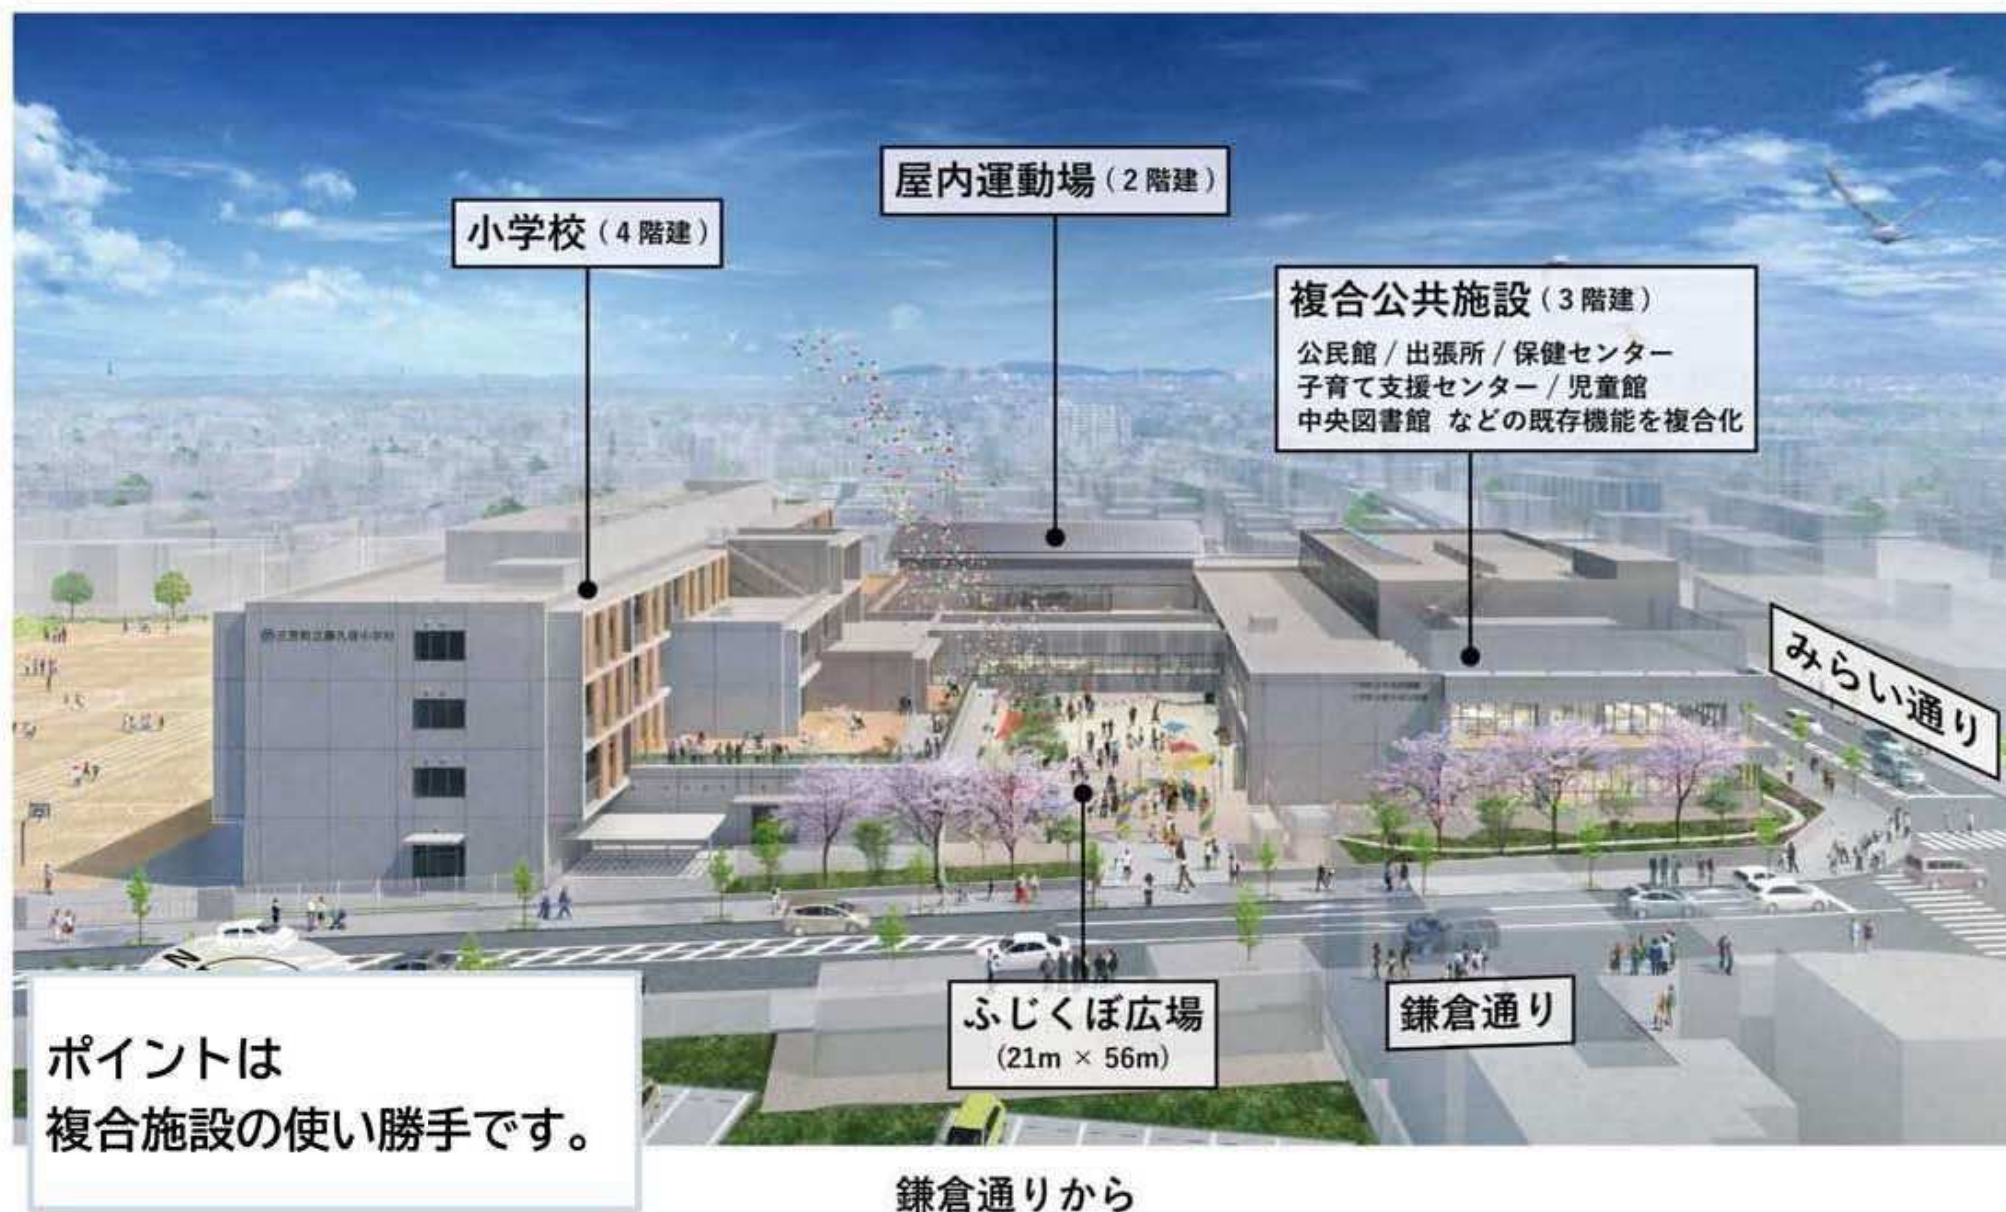 屋内運動場（2階建）
小学校（4階建）
複合公共施設（3階建）
公民館 / 出張所 / 保健センター
子育て支援センター / 児童館
中央図書館 などの既存機能を複合化
みらい通り
N
ふじくぼ広場
(21m × 56m)
鎌倉通り
ポイントは
複合施設の使い勝手です。
鎌倉通りから